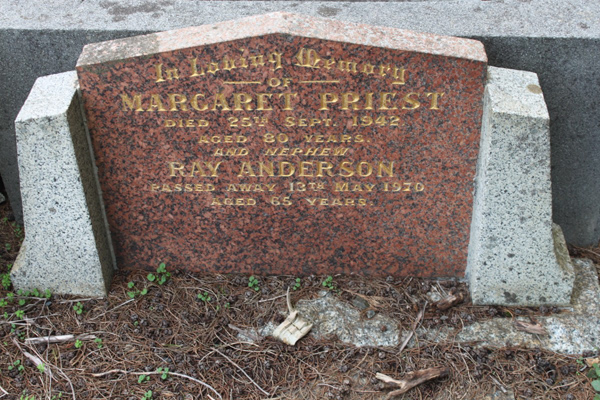 In Loving Memory
OF
MARGARET PRIEST
DIED 25TH SEPT. 1942
AGED 80 YEARS.
AND NEPHEW
RAY ANDERSON
PASSED AWAY 13TH MAY 1970
AGED 65 YEARS.